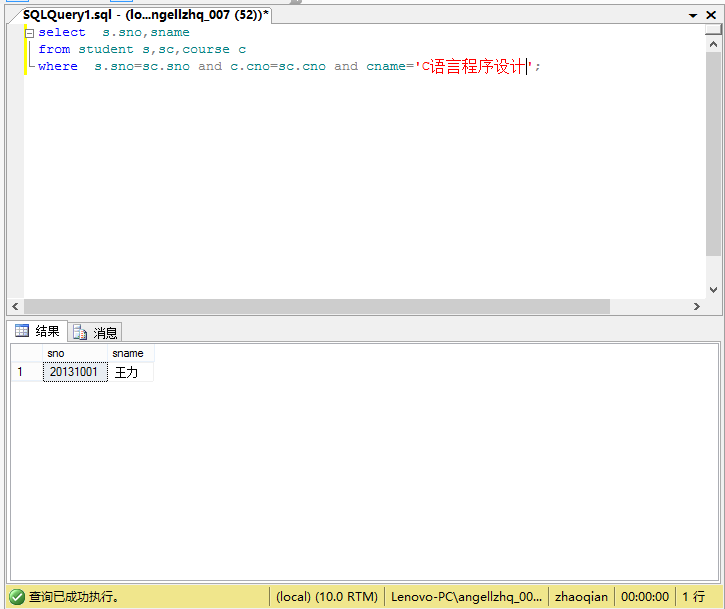 SQLQuery1.sql - (lo...ngellzhq_007 (52))*
select  s.sno,sname
from student s,sc,course c
where  s.sno=sc.sno and c.cno=sc.cno and cname='C语言程序设计';
结果 消息
sno sname
1 20131001 王力
查询已成功执行。 (local) (10.0 RTM) Lenovo-PC\angellzhq_00... zhaoqian 00:00:00 1 行